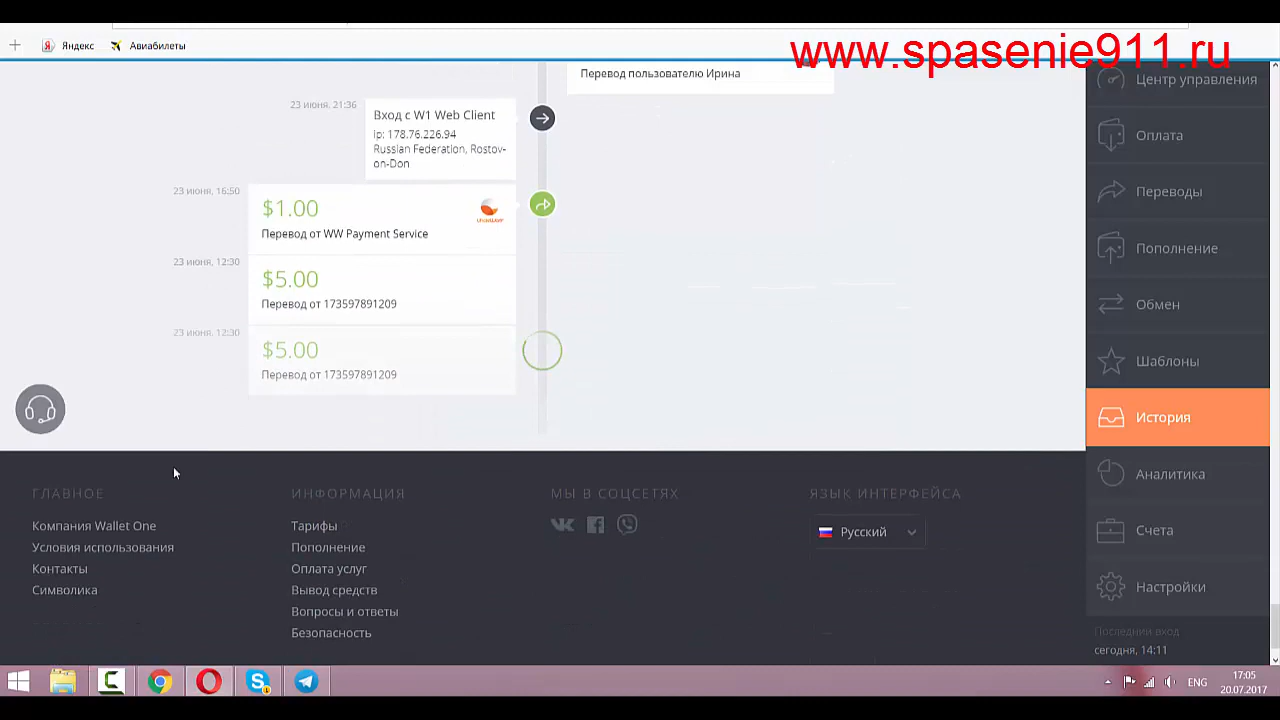 www.spasenie911.ru
Яндекс
Авиабилеты
Перевод пользователю Ирина
23 июня, 21:36
Вход с W1 Web Client
ip: 178.76.226.94
Russian Federation, Rostov-
on-Don
23 июня, 16:50
$1.00
Перевод от WW Payment Service
23 июня, 12:30
$5.00
Перевод от 173597891209
23 июня, 12:30
$5.00
Перевод от 173597891209
Центр управления
Оплата
Переводы
Пополнение
Обмен
Шаблоны
История
Аналитика
Счета
Настройки
Последний вход
сегодня, 14:11
ГЛАВНОЕ
Компания Wallet One
Условия использования
Контакты
Символика
ИНФОРМАЦИЯ
Тарифы
Пополнение
Оплата услуг
Вывод средств
Вопросы и ответы
Безопасность
МЫ В СОЦСЕТЯХ
ЯЗЫК ИНТЕРФЕЙСА
Русский
ENG
17:05
20.07.2017